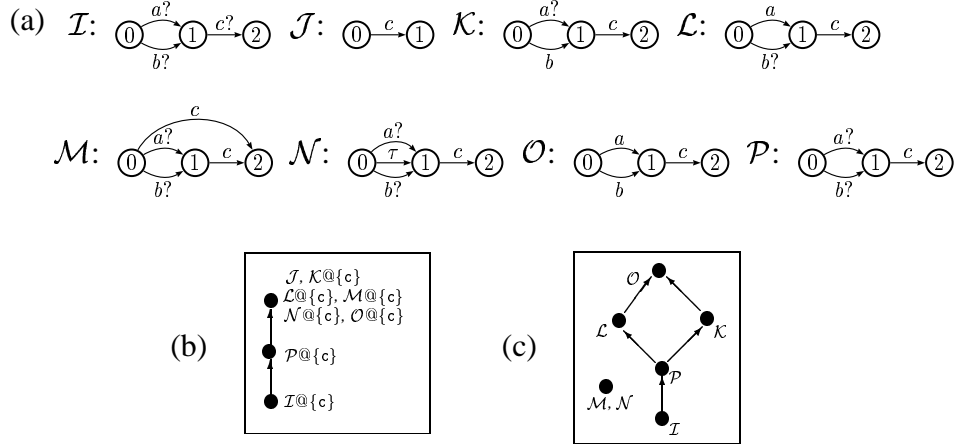 (a) I: 0 a? b? 1 c? 2 J: 0 c 1 K: 0 a? b 1 c 2 L: 0 a b? 1 c 2
M: 0 c a? b? 1 c 2 N: 0 a? τ b? 1 c 2 O: 0 a b 1 c 2 P: 0 a? b? 1 c 2
(b)
J, K@{c}
L@{c}, M@{c}
N@{c}, O@{c}
P@{c}
I@{c}
(c)
O
L K
P
M, N
I